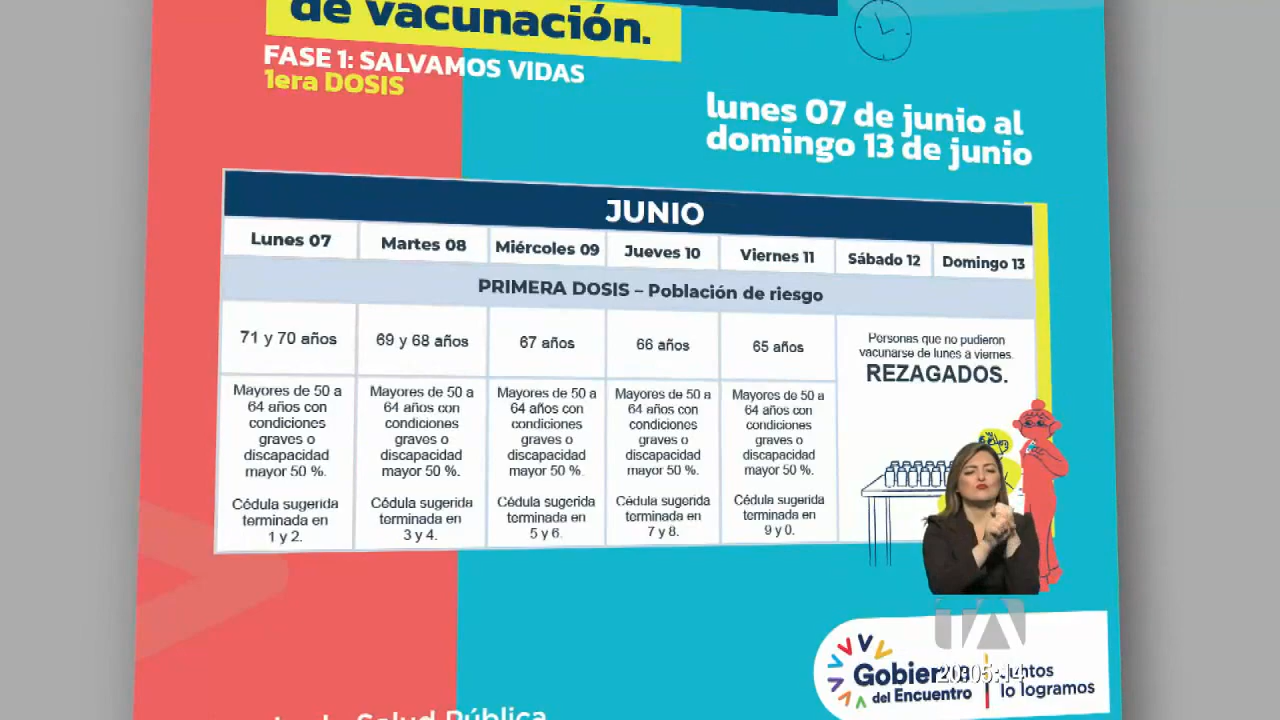 de vacunación.
FASE 1: SALVAMOS VIDAS
1era DOSIS
lunes 07 de junio al
domingo 13 de junio
JUNIO
Lunes 07 Martes 08 Miércoles 09 Jueves 10 Viernes 11 Sábado 12 Domingo 13
PRIMERA DOSIS – Población de riesgo
71 y 70 años
69 y 68 años
67 años
66 años
65 años
Personas que no pudieron
vacunarse de lunes a viernes.
REZAGADOS.
Mayores de 50 a
64 años con
condiciones
graves o
discapacidad
mayor 50 %.
Cédula sugerida
terminada en
1 y 2.
Mayores de 50 a
64 años con
condiciones
graves o
discapacidad
mayor 50 %.
Cédula sugerida
terminada en
3 y 4.
Mayores de 50 a
64 años con
condiciones
graves o
discapacidad
mayor 50 %.
Cédula sugerida
terminada en
5 y 6.
Mayores de 50 a
64 años con
condiciones
graves o
discapacidad
mayor 50 %.
Cédula sugerida
terminada en
7 y 8.
Mayores de 50 a
64 años con
condiciones
graves o
discapacidad
mayor 50 %.
Cédula sugerida
terminada en
9 y 0.
20:05:14
Gobierno
del Encuentro
Juntos
lo logramos
Salud Pública